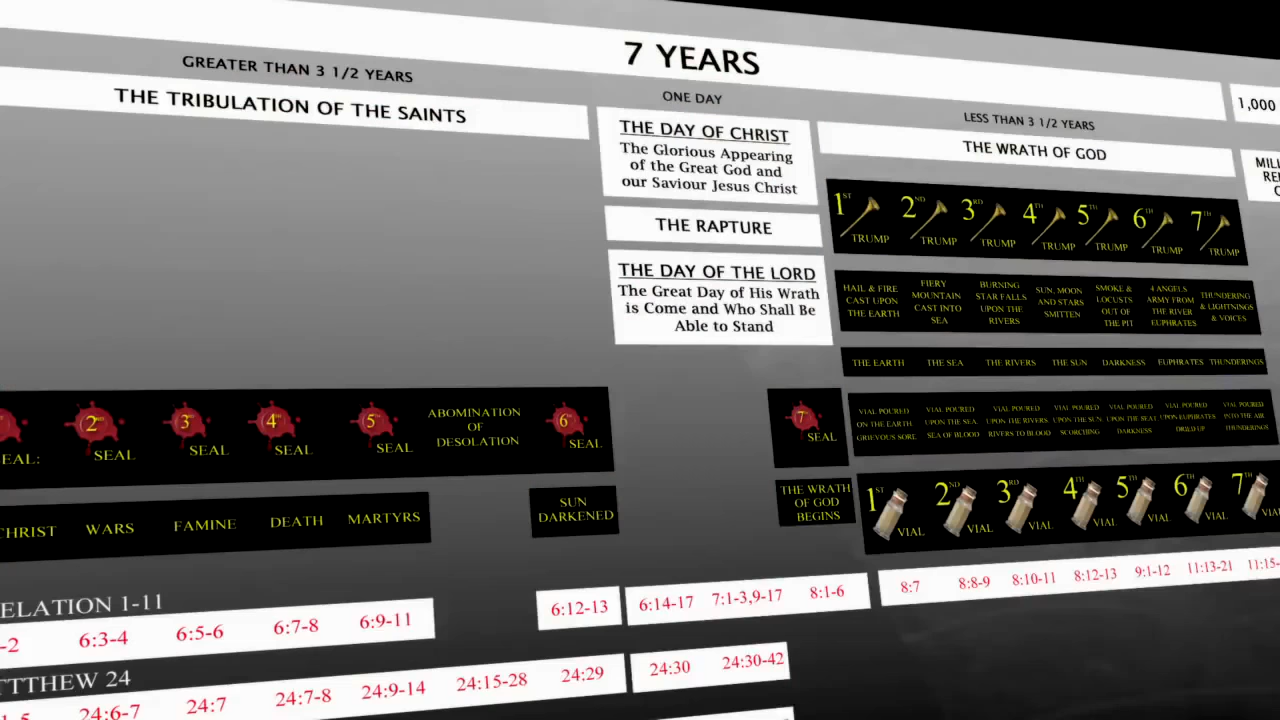 7 YEARS
GREATER THAN 3 1/2 YEARS
ONE DAY
LESS THAN 3 1/2 YEARS
1,000
THE TRIBULATION OF THE SAINTS
THE DAY OF CHRIST
The Glorious Appearing
of the Great God and
our Saviour Jesus Christ
THE RAPTURE
THE DAY OF THE LORD
The Great Day of His Wrath
is Come and Who Shall Be
Able to Stand
THE WRATH OF GOD
1ST TRUMP
2ND TRUMP
3RD TRUMP
4TH TRUMP
5TH TRUMP
6TH TRUMP
7TH TRUMP
HAIL & FIRE
CAST UPON
THE EARTH
FIERY
MOUNTAIN
CAST INTO
SEA
BURNING
STAR FALLS
UPON THE
RIVERS
SUN, MOON
AND STARS
SMITTEN
SMOKE &
LOCUSTS
OUT OF
THE PIT
4 ANGELS
ARMY FROM
THE RIVER
EUPHRATES
THUNDERING
& LIGHTNINGS
& VOICES
THE EARTH THE SEA THE RIVERS THE SUN DARKNESS EUPHRATES THUNDERINGS
VIAL POURED
ON THE EARTH
GRIEVOUS SORE
VIAL POURED
UPON THE SEA
SEA OF BLOOD
VIAL POURED
UPON THE RIVERS
RIVERS TO BLOOD
VIAL POURED
UPON THE SUN
SCORCHING
VIAL POURED
UPON THE SEAT
DARKNESS
VIAL POURED
UPON EUPHRATES
DRIED UP
VIAL POURED
INTO THE AIR
THUNDERINGS
1ST VIAL
2ND VIAL
3RD VIAL
4TH VIAL
5TH VIAL
6TH VIAL
7TH VIAL
EAL:
2ND SEAL
3RD SEAL
4TH SEAL
5TH SEAL
ABOMINATION
OF
DESOLATION
6TH SEAL
7TH SEAL
CHRIST WARS FAMINE DEATH MARTYRS
SUN
DARKENED
THE WRATH
OF GOD
BEGINS
ELATION 1-11
-2 6:3-4 6:5-6 6:7-8 6:9-11 6:12-13 6:14-17 7:1-3,9-17 8:1-6 8:7 8:8-9 8:10-11 8:12-13 9:1-12 11:13-21 11:15-
TTHEW 24
24:6-7 24:7 24:7-8 24:9-14 24:15-28 24:29 24:30 24:30-42